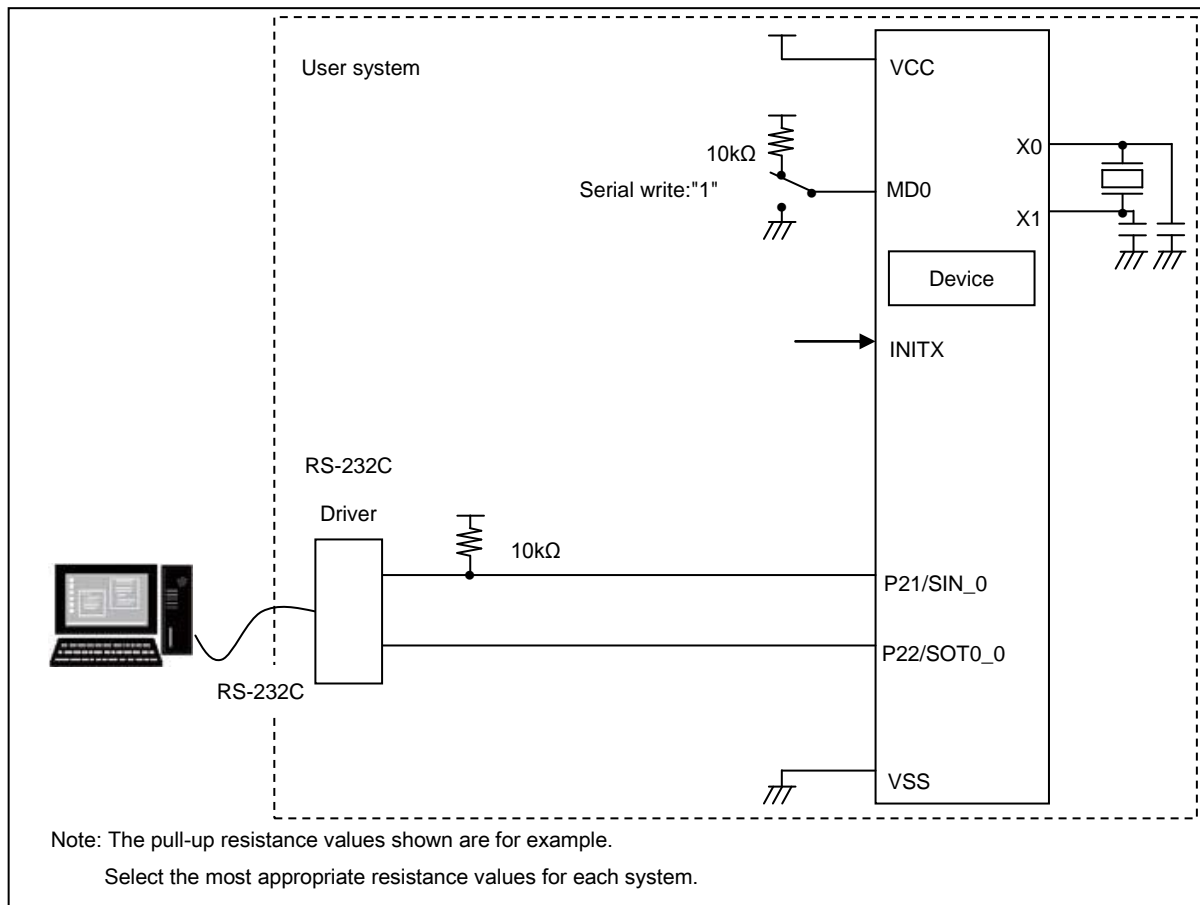 User system
VCC
10kΩ
X0
Serial write:"1"
MD0
X1
Device
INITX
RS-232C
Driver
10kΩ
P21/SIN_0
P22/SOT0_0
RS-232C
VSS
Note: The pull-up resistance values shown are for example.
Select the most appropriate resistance values for each system.